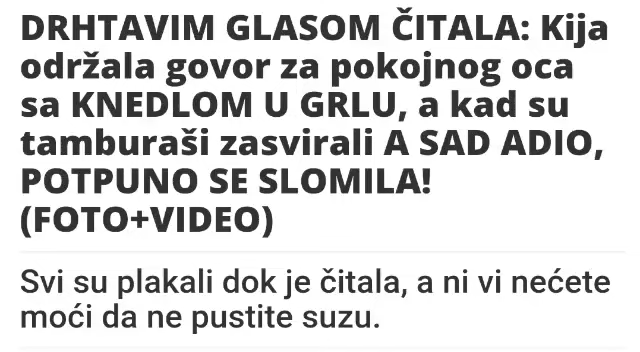 DRHTAVIM GLASOM ČITALA: Kija
održala govor za pokojnog oca
sa KNEDLOM U GRLU, a kad su
tamburaši zasvirali A SAD ADIO,
POTPUNO SE SLOMILA!
(FOTO+VIDEO)
Svi su plakali dok je čitala, a ni vi nećete
moći da ne pustite suzu.